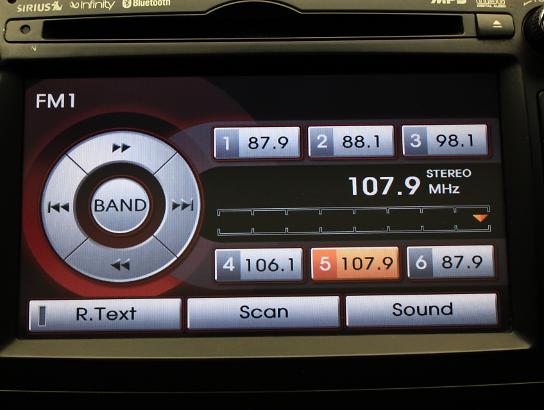 SIRIUS infinity Bluetooth
FM1
1 87.9 2 88.1 3 98.1
107.9 STEREO
MHz
BAND
4 106.1 5 107.9 6 87.9
R.Text Scan Sound